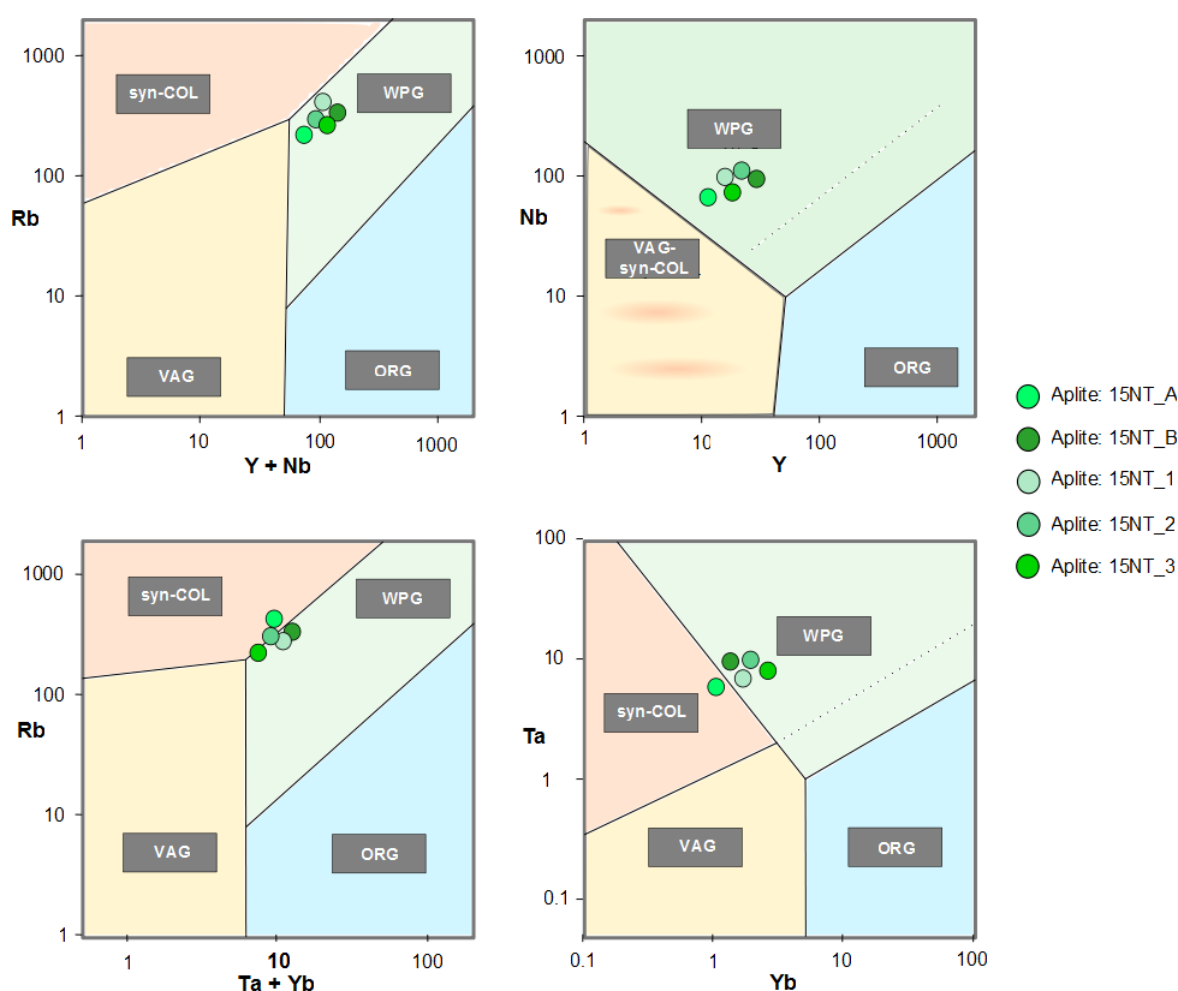 1000
100
10
1
Rb
syn-COL
WPG
VAG
ORG
1 10 100 1000
Y + Nb
1000
100
10
1
Nb
WPG
VAG-
syn-COL
ORG
1 10 100 1000
Y
Aplite: 15NT_A
Aplite: 15NT_B
Aplite: 15NT_1
Aplite: 15NT_2
Aplite: 15NT_3
1000
100
10
1
Rb
syn-COL
WPG
VAG
ORG
1 10 100
Ta + Yb
100
10
1
0.1
Ta
WPG
syn-COL
VAG
ORG
0.1 1 10 100
Yb